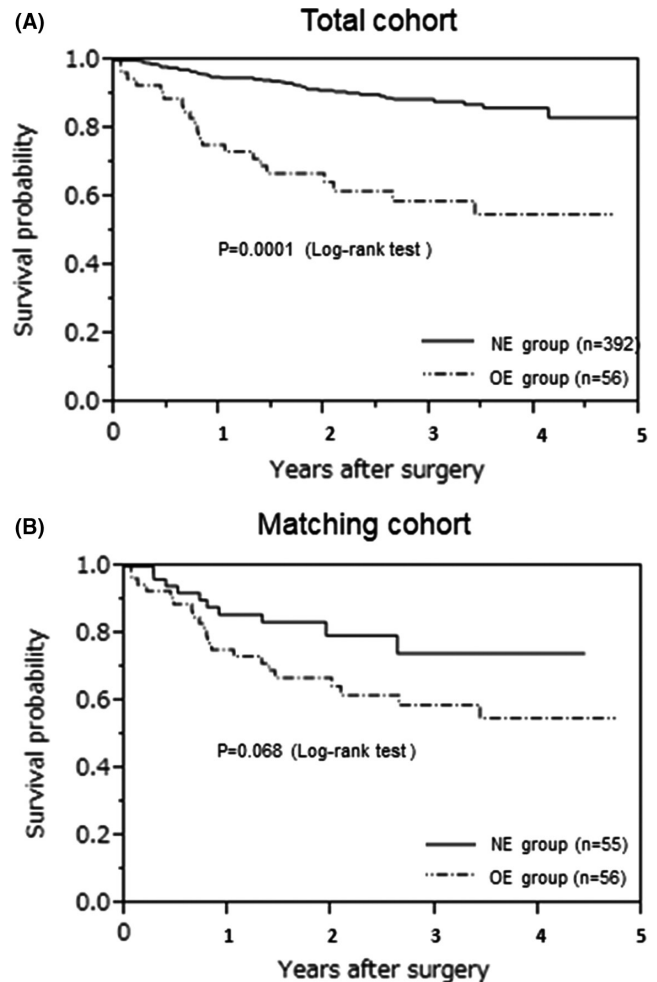 (A)
Total cohort
1.0
0.8
0.6
0.4
0.2
0.0
Survival probability
P=0.0001 (Log-rank test )
NE group (n=392)
OE group (n=56)
0 1 2 3 4 5
Years after surgery
(B)
Matching cohort
1.0
0.8
0.6
0.4
0.2
0.0
Survival probability
P=0.068 (Log-rank test )
NE group (n=55)
OE group (n=56)
0 1 2 3 4 5
Years after surgery